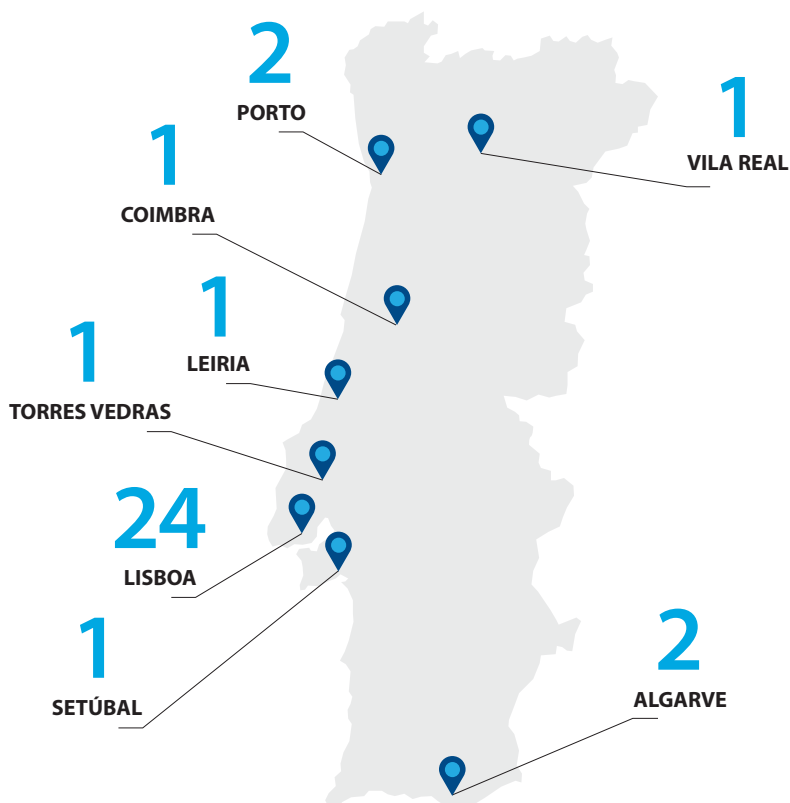 2
PORTO
1
VILA REAL
1
COIMBRA
1
LEIRIA
1
TORRES VEDRAS
24
LISBOA
1
SETÚBAL
2
ALGARVE